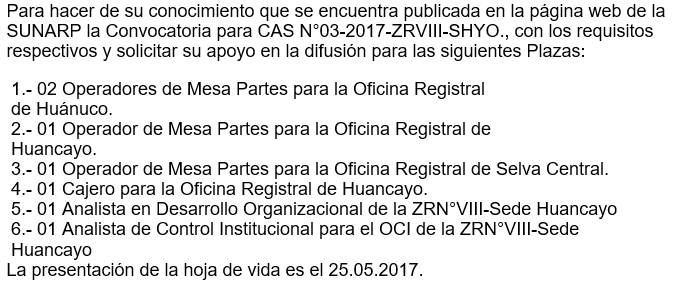 Para hacer de su conocimiento que se encuentra publicada en la página web de la
SUNARP la Convocatoria para CAS N°03-2017-ZRVIII-SHYO., con los requisitos
respectivos y solicitar su apoyo en la difusión para las siguientes Plazas:
1.- 02 Operadores de Mesa Partes para la Oficina Registral
de Huánuco.
2.- 01 Operador de Mesa Partes para la Oficina Registral de
Huancayo.
3.- 01 Operador de Mesa Partes para la Oficina Registral de Selva Central.
4.- 01 Cajero para la Oficina Registral de Huancayo.
5.- 01 Analista en Desarrollo Organizacional de la ZRN°VIII-Sede Huancayo
6.- 01 Analista de Control Institucional para el OCI de la ZRN°VIII-Sede
Huancayo
La presentación de la hoja de vida es el 25.05.2017.